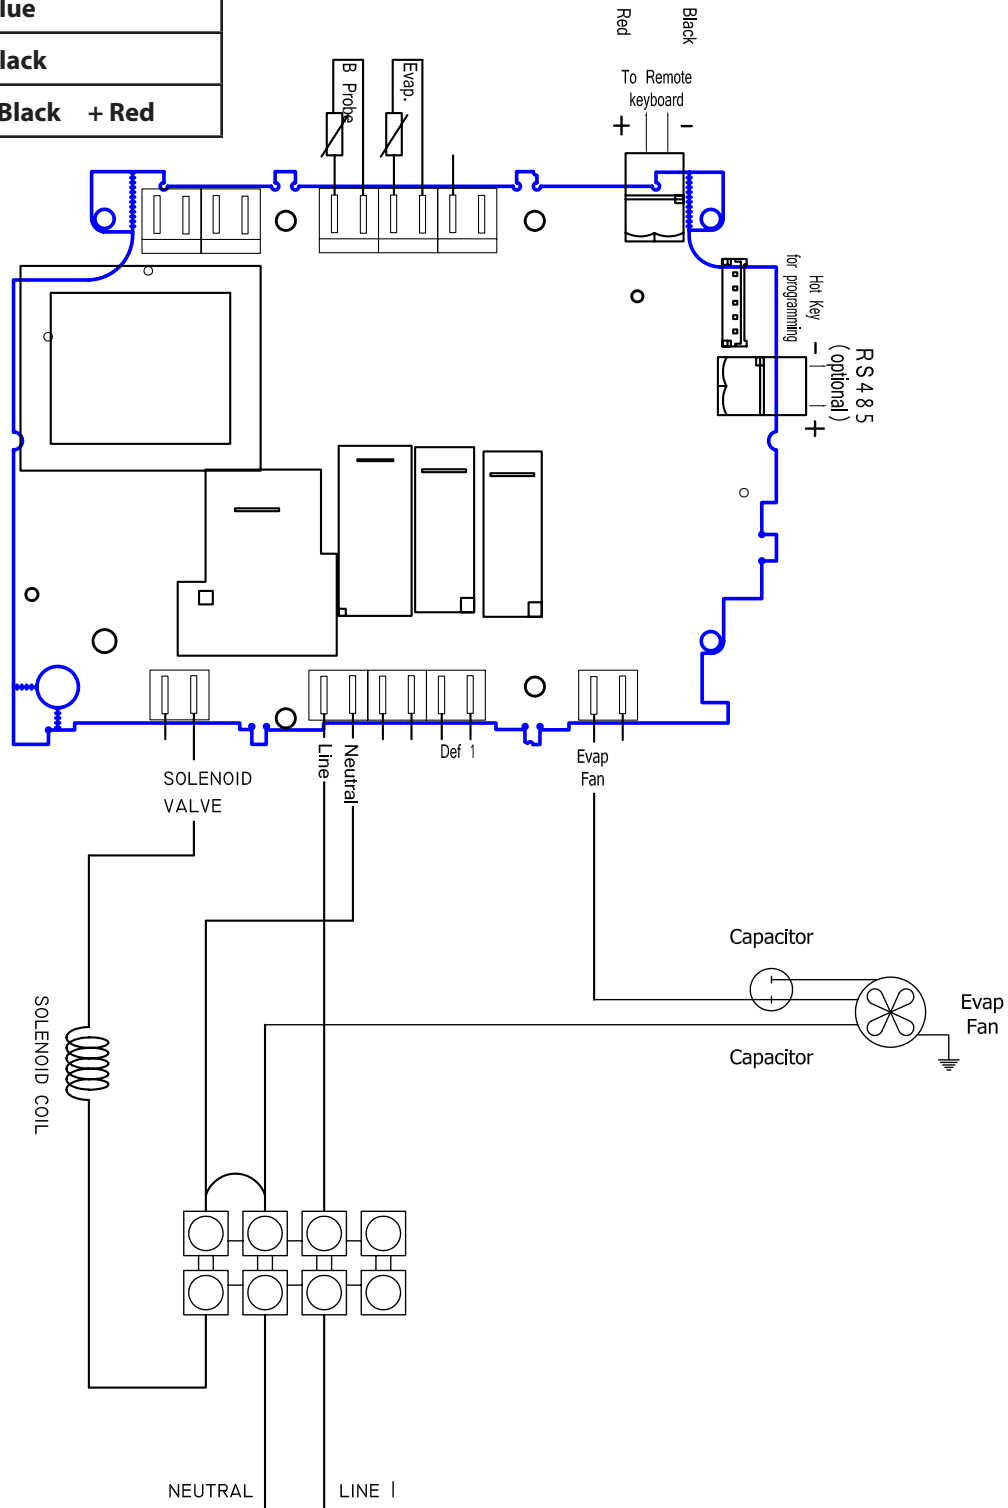 lue
lack
Black + Red
Red
Black
To Remote
keyboard
+ -
B Probe
Evap.
Hot Key
for programming
-
RS485
(optional)
+
SOLENOID
VALVE
Line
Neutral
Def 1
Evap
Fan
Capacitor
Evap
Fan
Capacitor
SOLENOID COIL
NEUTRAL
LINE 1